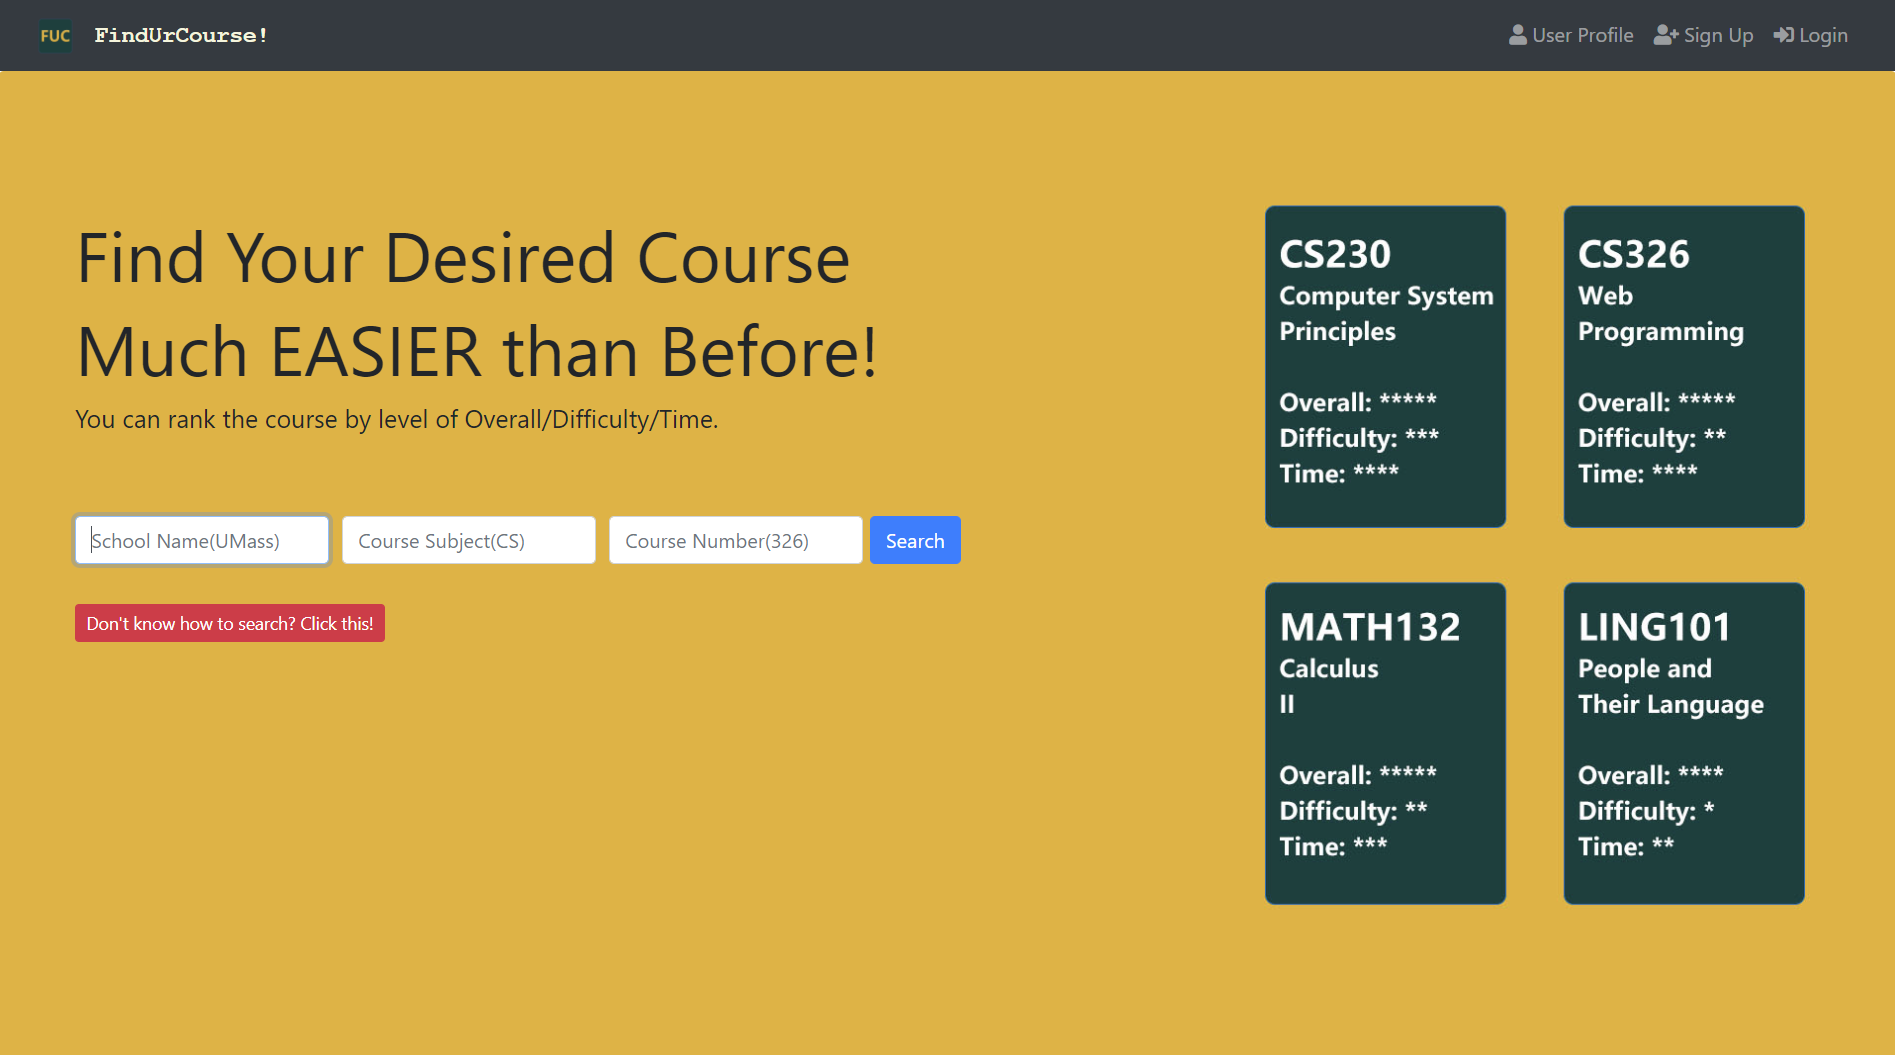 FUC FindUrCourse! User Profile Sign Up Login
Find Your Desired Course
Much EASIER than Before!
You can rank the course by level of Overall/Difficulty/Time.
School Name(UMass) Course Subject(CS) Course Number(326) Search
Don't know how to search? Click this!
CS230
Computer System
Principles
Overall: *****
Difficulty: ***
Time: ****
CS326
Web
Programming
Overall: *****
Difficulty: **
Time: ****
MATH132
Calculus
II
Overall: *****
Difficulty: **
Time: ***
LING101
People and
Their Language
Overall: ****
Difficulty: *
Time: **